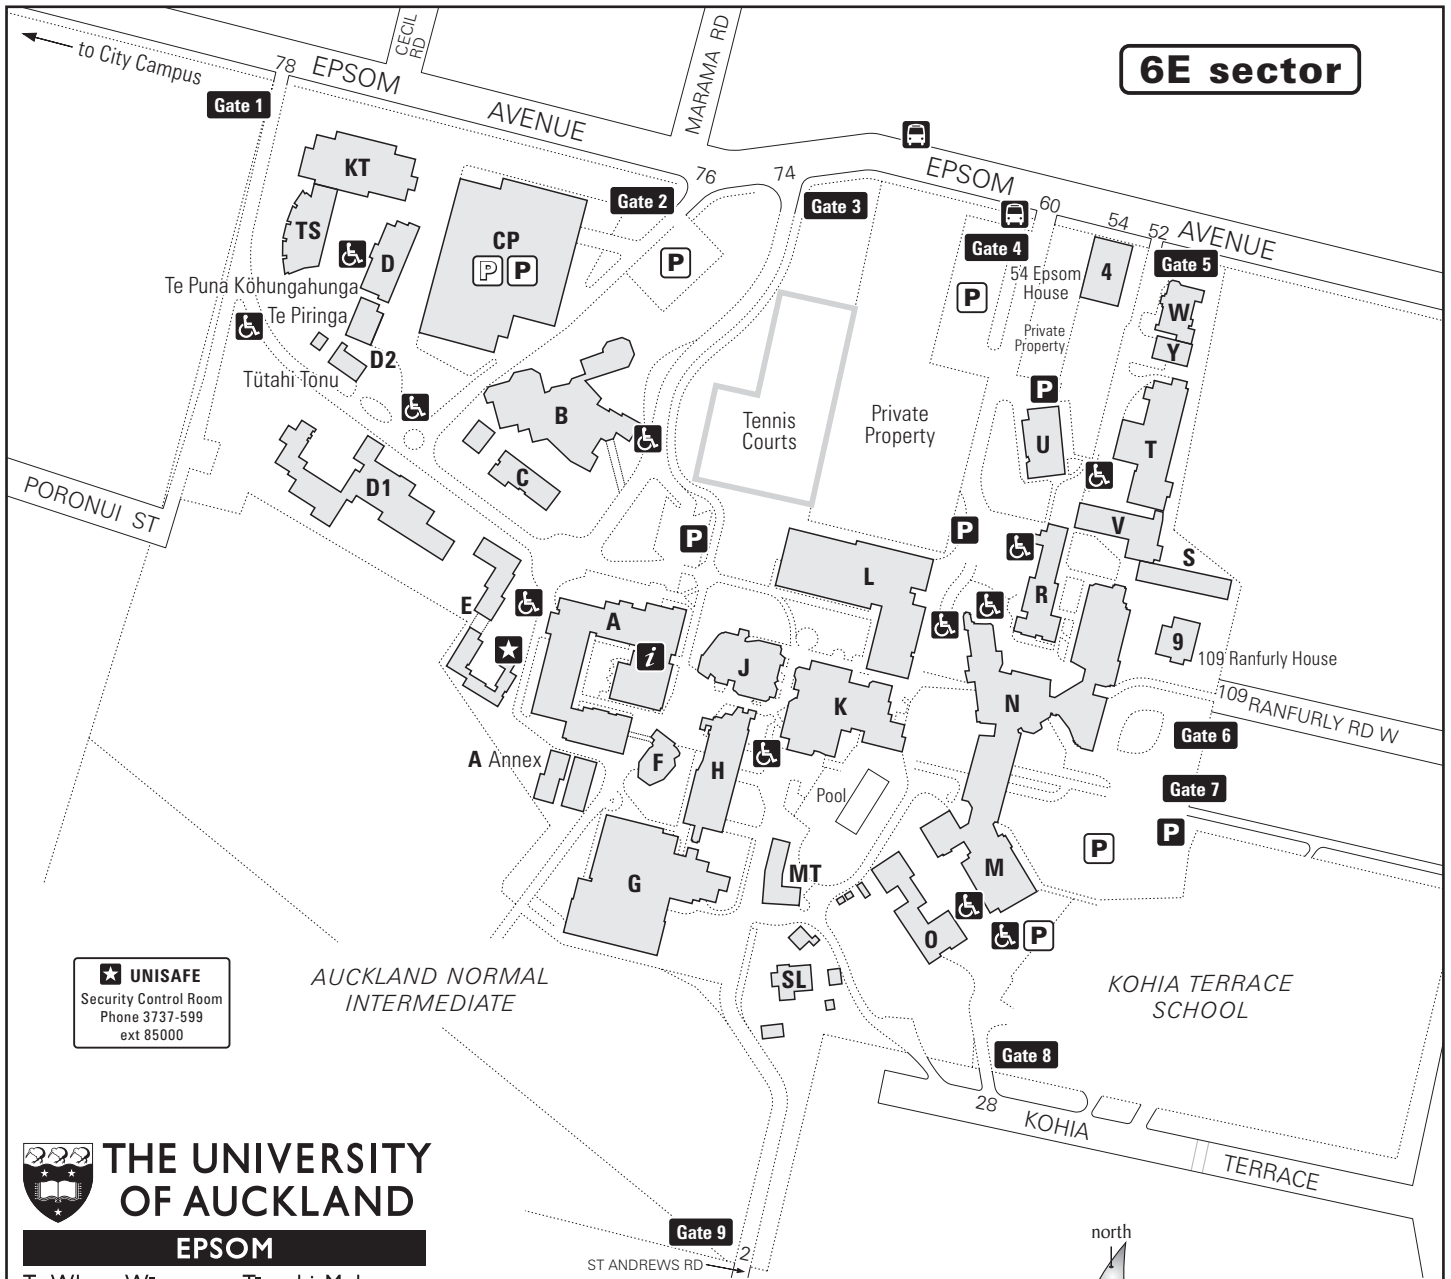 6E sector
to City Campus
78
EPSOM
AVENUE
CECIL
RD
MARAMA RD
Gate 1
KT
TS
D
Te Puna Kōhungahunga
Te Piringa
D2
Tūtahi Tonu
CP
P P
Gate 2
76
74
Gate 3
P
EPSOM
AVENUE
60
54
52
Gate 4
Gate 5
4
54 Epsom
House
P
Private
Property
W
Y
P
U
T
V
S
B
C
D1
PORONUI ST
Tennis
Courts
Private
Property
P
P
L
R
E
A
i
J
K
N
9
109 Ranfurly House
109
RANFURLY RD W
Gate 6
Gate 7
P
P
A Annex
F
H
Pool
G
MT
M
O
P
SL
UNISAFE
Security Control Room
Phone 3737-599
ext 85000
AUCKLAND NORMAL
INTERMEDIATE
KOHIA TERRACE
SCHOOL
Gate 8
28
KOHIA
TERRACE
THE UNIVERSITY
OF AUCKLAND
EPSOM
Gate 9
2
ST ANDREWS RD
north